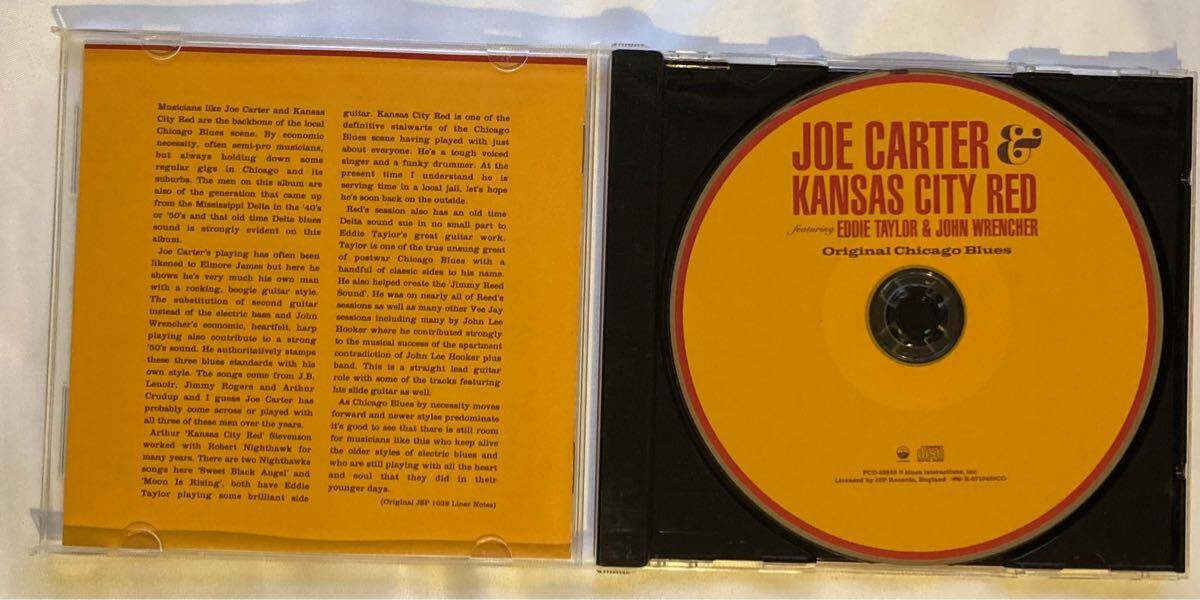 Musicians like Joe Carter and Kansas
City Red are the backbone of the local
Chicago Blues scene. By economic
necessity, often semi-pro musicians,
but always holding down some
regular gigs in Chicago and its
suburbs. The men on this album are
also of the generation that came up
from the Mississippi Delta in the '40's
or '50's and that old time Delta blues
sound is strongly evident on this
album.
Joe Carter's playing has often been
likened to Elmore James but here he
shows he's very much his own man
with a rocking, boogie guitar style.
The substitution of second guitar
instead of the electric bass and John
Wrencher's economic, heartfelt, harp
playing also contribute to a strong
'50's sound. He authoritatively stamps
these three blues standards with his
own style. The songs come from J.B.
Lenoir, Jimmy Rogers and Arthur
Crudup and I guess Joe Carter has
probably come across or played with
all three of these men over the years.
Arthur 'Kansas City Red' Stevenson
worked with Robert Nighthawk for
many years. There are two Nighthawks
songs here 'Sweet Black Angel' and
'Moon Is Rising', both have Eddie
Taylor playing some brilliant side
guitar. Kansas City Red is one of the
definitive stalwarts of the Chicago
Blues scene having played with just
about everyone. He's a tough voiced
singer and a funky drummer. At the
present time I understand he is
serving time in a local jail, let's hope
he's soon back on the outside.
Red's session also has an old time
Delta sound sue in no small part to
Eddie Taylor's great guitar work.
Taylor is one of the true unsung great
of postwar Chicago Blues with a
handful of classic sides to his name.
He also helped create the 'Jimmy Reed
Sound'. He was on nearly all of Reed's
sessions as well as many other Vee Jay
sessions including many by John Lee
Hooker where he contributed strongly
to the musical success of the apartment
contradiction of John Lee Hooker plus
band. This is a straight lead guitar
role with some of the tracks featuring
his slide guitar as well.
As Chicago Blues by necessity moves
forward and newer styles predominate
it's good to see that there is still room
for musicians like this who keep alive
the older styles of electric blues and
who are still playing with all the heart
and soul that they did in their
younger days.
(Original JSP 1039 Liner Notes)
JOE CARTER &
KANSAS CITY RED
featuring EDDIE TAYLOR & JOHN WRENCHER
Original Chicago Blues
℗ blues interactions, inc.
Licensed by JSP Records, England